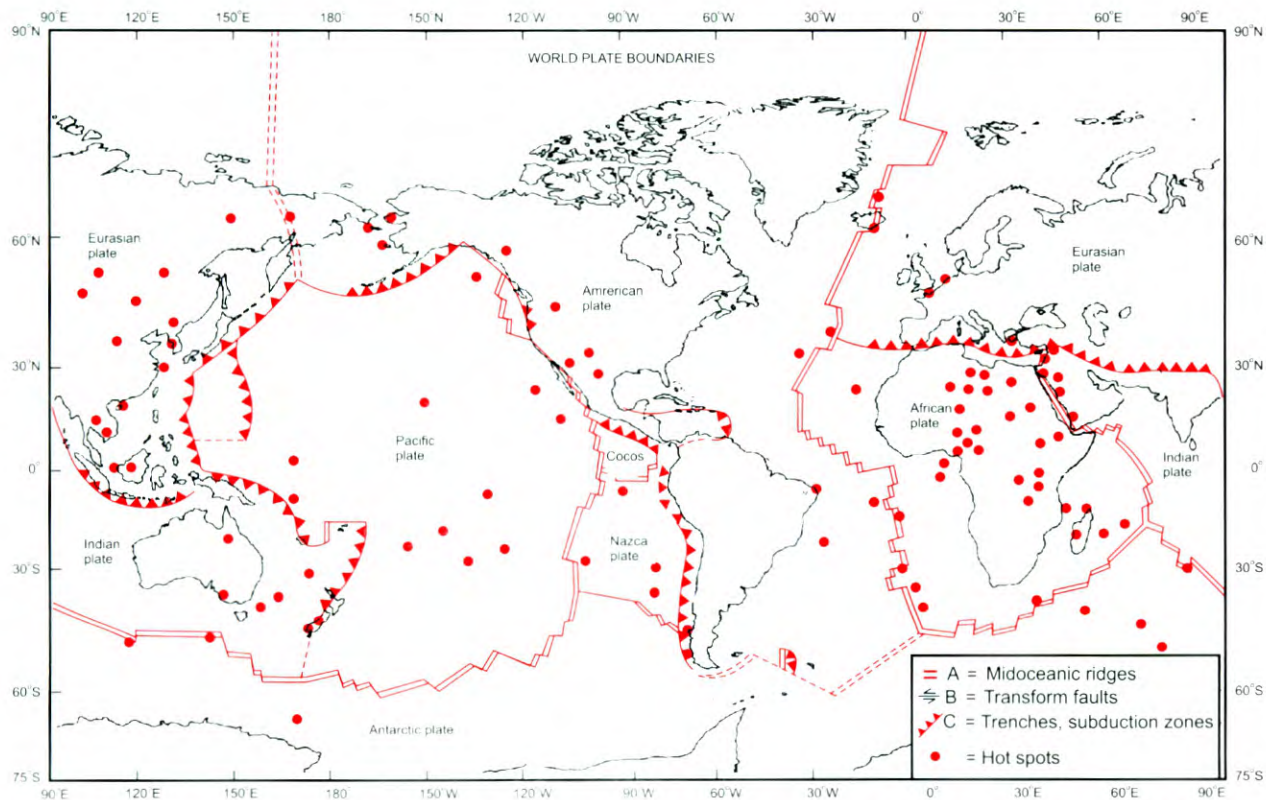 90°E 120°E 150°E 180° 150°W 120°W 90°W 60°W 30°W 0° 30°E 60°E 90°E
90°N 90°N
WORLD PLATE BOUNDARIES
60°N 60°N
Eurasian
plate
Eurasian
plate
Amrerican
plate
30°N 30°N
African
plate
Pacific
plate
Cocos
Indian
plate
0° 0°
Indian
plate
Nazca
plate
30°S 30°S
60°S 60°S
Antarctic plate
= A = Midoceanic ridges
B = Transform faults
C = Trenches, subduction zones
= Hot spots
75°S 75°S
90°E 120°E 150°E 180° 150°W 120°W 90°W 60°W 30°W 0° 30°E 60°E 90°E